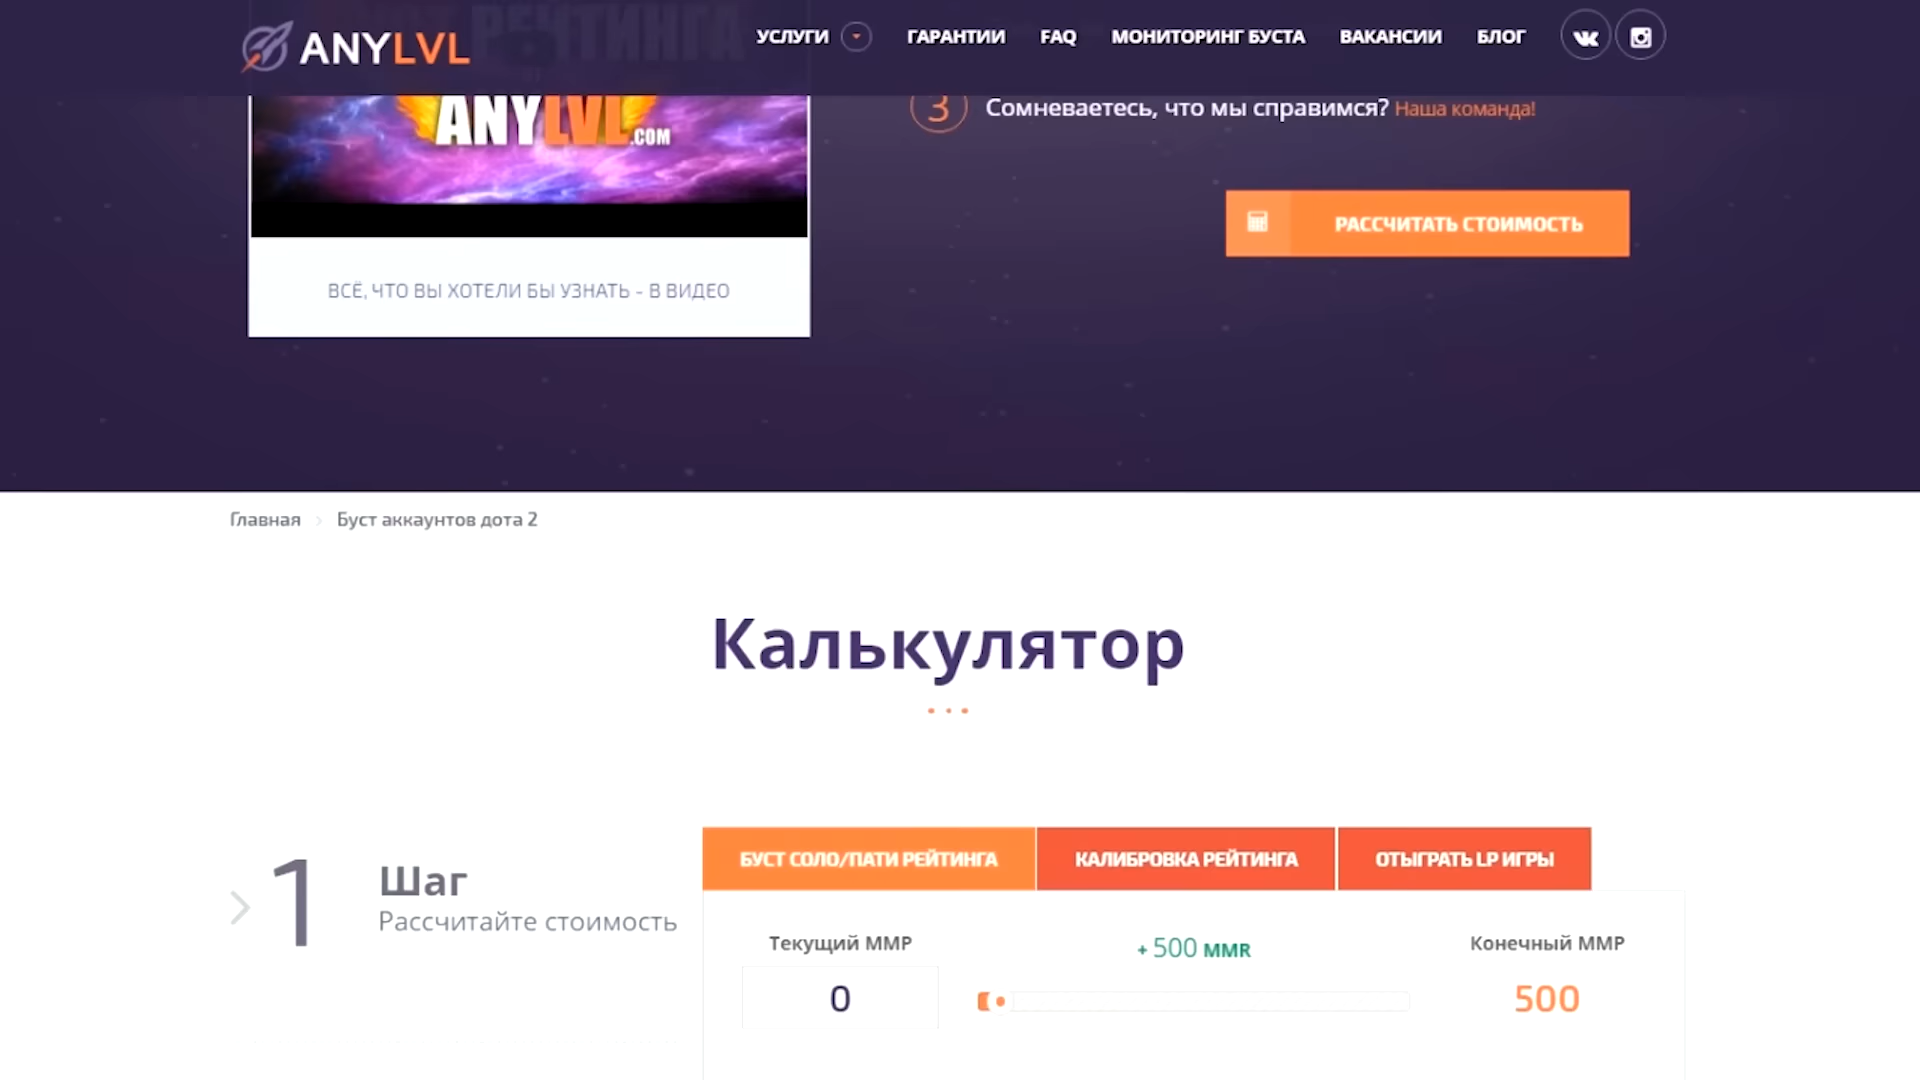 ANYLVL
УСЛУГИ
ГАРАНТИИ
FAQ
МОНИТОРИНГ БУСТА
ВАКАНСИИ
БЛОГ
РЕЙТИНГА
ANYLVL.COM
3 Сомневаетесь, что мы справимся? Наша команда!
РАССЧИТАТЬ СТОИМОСТЬ
ВСЁ, ЧТО ВЫ ХОТЕЛИ БЫ УЗНАТЬ - В ВИДЕО
Главная > Буст аккаунтов дота 2
Калькулятор
1 Шаг
Рассчитайте стоимость
БУСТ СОЛО/ПАТИ РЕЙТИНГА
КАЛИБРОВКА РЕЙТИНГА
ОТЫГРАТЬ LP ИГРЫ
Текущий ММР
+ 500 MMR
Конечный ММР
0
500